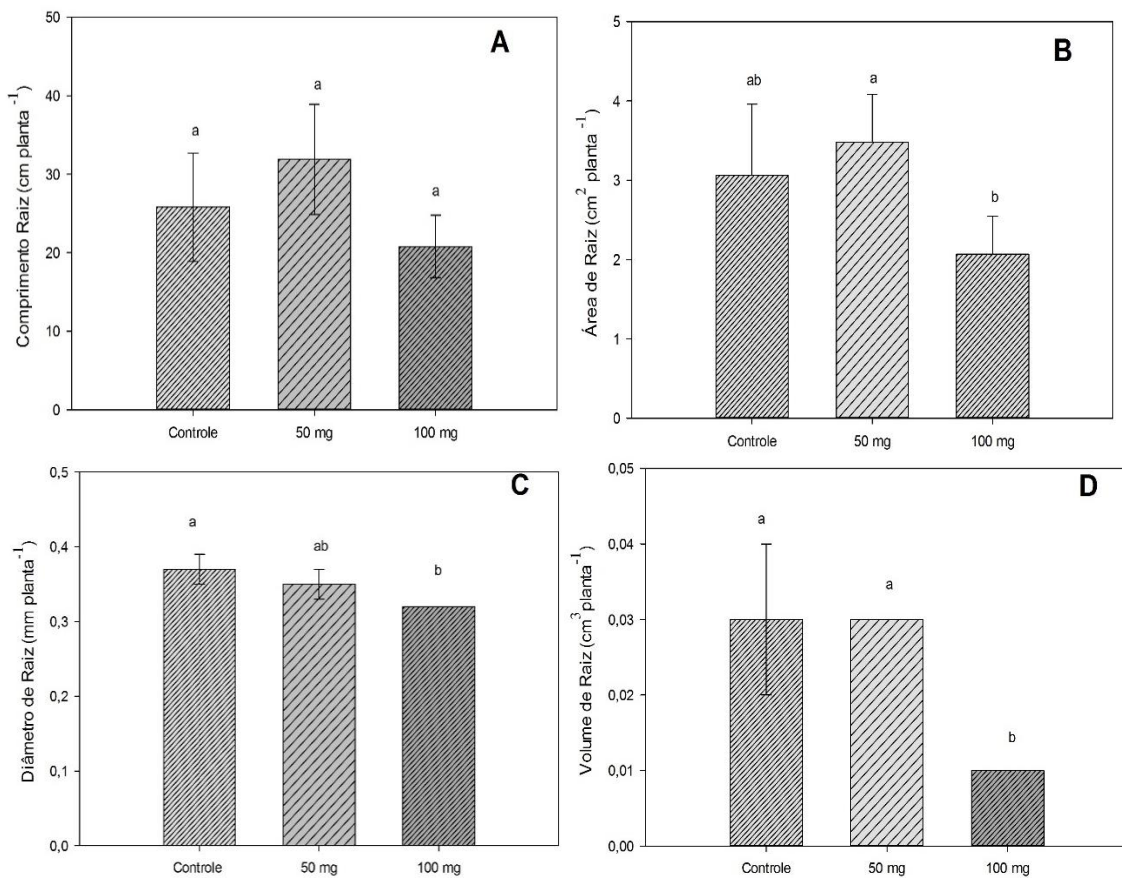 A
Comprimento Raiz (cm planta -1)
50
40
30
20
10
0
a
a
a
Controle
50 mg
100 mg
B
Área de Raiz (cm2 planta-1)
5
4
3
2
1
0
ab
a
b
Controle
50 mg
100 mg
C
Diâmetro de Raiz (mm planta-1)
0,5
0,4
0,3
0,2
0,1
0,0
a
ab
b
Controle
50 mg
100 mg
D
Volume de Raiz (cm3 planta-1)
0,05
0,04
0,03
0,02
0,01
0,00
a
a
b
Controle
50 mg
100 mg